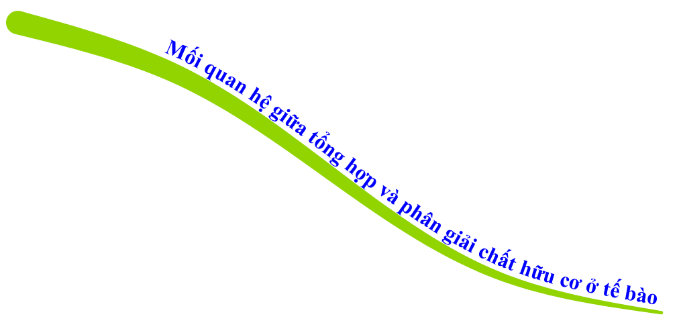 Mối quan hệ giữa tổng hợp và phân giải chất hữu cơ ở tế bào